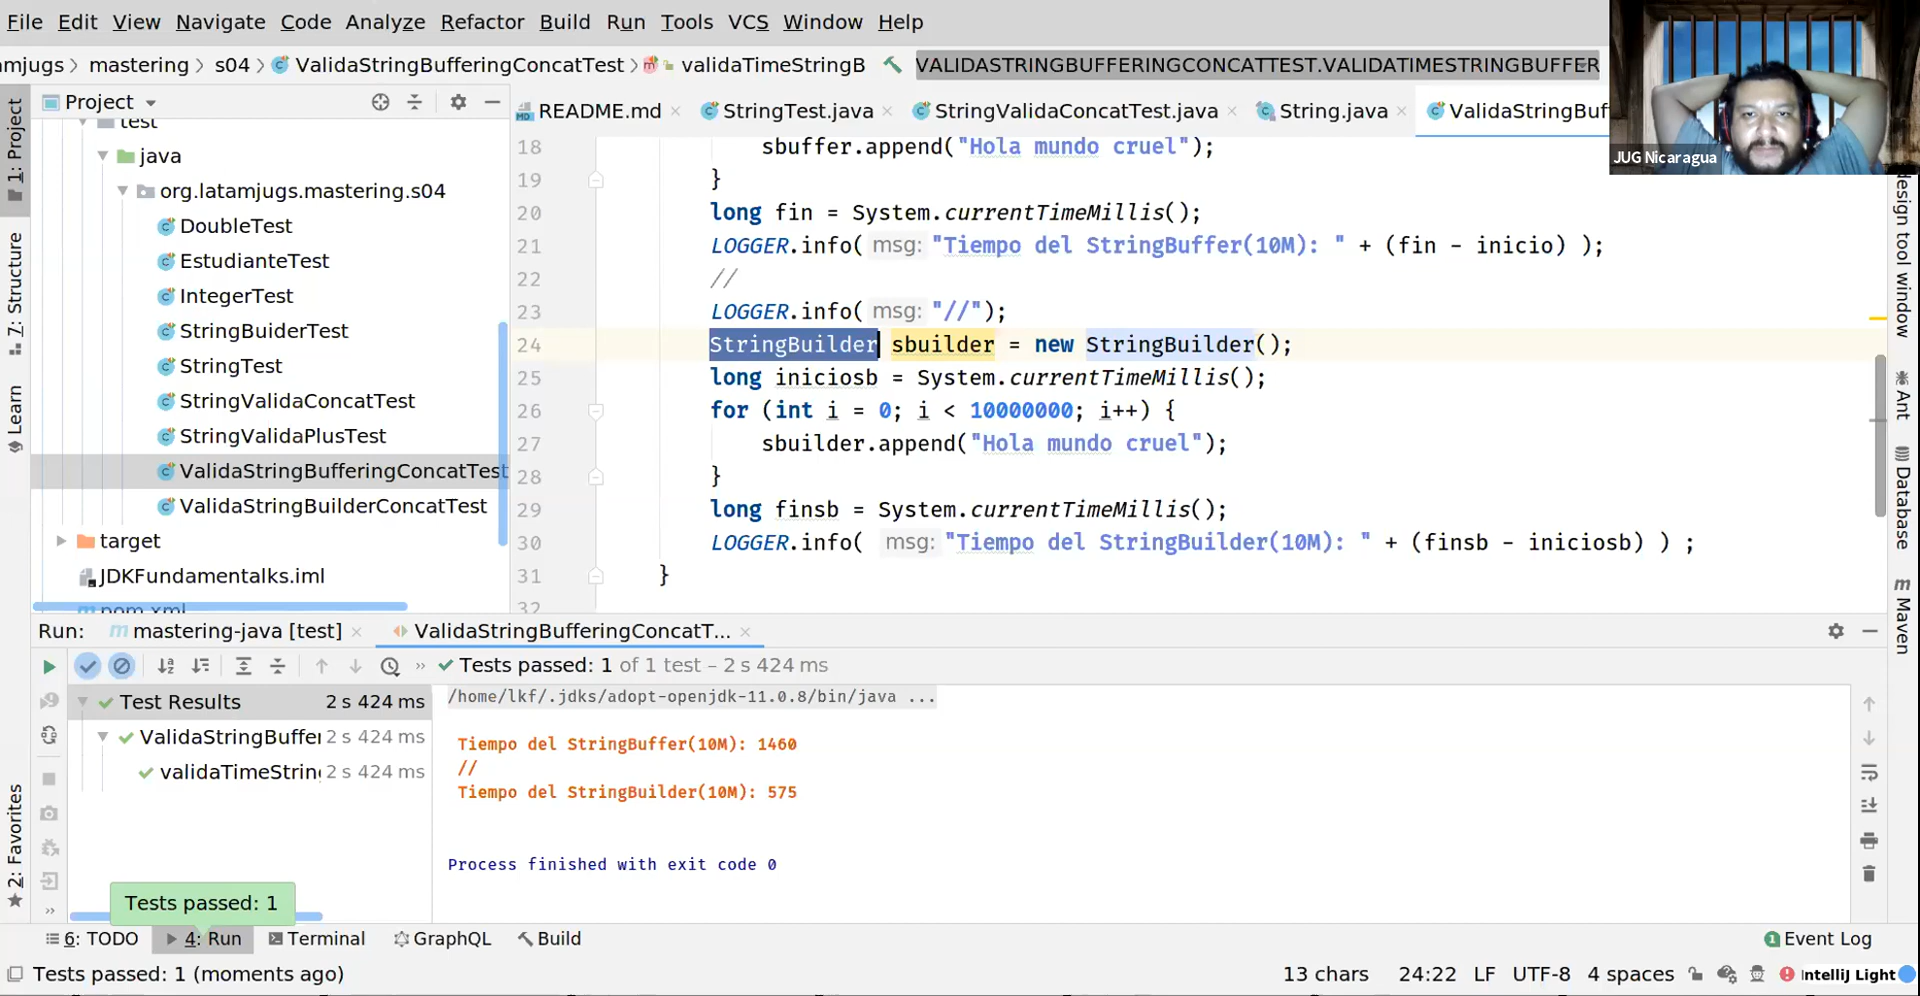 File Edit View Navigate Code Analyze Refactor Build Run Tools VCS Window Help
amjugs > mastering > s04 > ValidaStringBufferingConcatTest > validaTimeStringB VALIDASTRINGBUFFERINGCONCATTEST.VALIDATIMESTRINGBUFFER
JUG Nicaragua
Project
README.md StringTest.java StringValidaConcatTest.java String.java ValidaStringBuf
1: Project
7: Structure
Learn
2: Favorites
test
java
org.latamjugs.mastering.s04
DoubleTest
EstudianteTest
IntegerTest
StringBuiderTest
StringTest
StringValidaConcatTest
StringValidaPlusTest
ValidaStringBufferingConcatTest
ValidaStringBuilderConcatTest
target
JDKFundamentalks.iml
pom.xml
18 sbuffer.append("Hola mundo cruel");
19 }
20 long fin = System.currentTimeMillis();
21 LOGGER.info( msg: "Tiempo del StringBuffer(10M): " + (fin - inicio) );
22 //
23 LOGGER.info( msg: "//");
24 StringBuilder sbuilder = new StringBuilder();
25 long iniciosb = System.currentTimeMillis();
26 for (int i = 0; i < 10000000; i++) {
27 sbuilder.append("Hola mundo cruel");
28 }
29 long finsb = System.currentTimeMillis();
30 LOGGER.info( msg: "Tiempo del StringBuilder(10M): " + (finsb - iniciosb) ) ;
31 }
32
design tool window
Ant
Database
Maven
Run: mastering-java [test] ValidaStringBufferingConcatT...
Tests passed: 1 of 1 test – 2 s 424 ms
Test Results 2 s 424 ms
ValidaStringBuffer 2 s 424 ms
validaTimeString 2 s 424 ms
/home/lkf/.jdks/adopt-openjdk-11.0.8/bin/java ...
Tiempo del StringBuffer(10M): 1460
//
Tiempo del StringBuilder(10M): 575
Process finished with exit code 0
Tests passed: 1
6: TODO 4: Run Terminal GraphQL Build 1 Event Log
Tests passed: 1 (moments ago) 13 chars 24:22 LF UTF-8 4 spaces IntelliJ Light